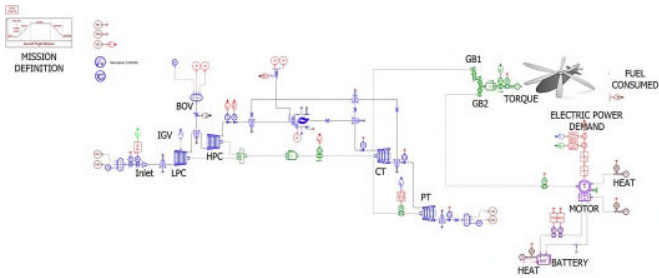 MISSION
DEFINITION
BOV
IGV
HPC
Inlet
LPC
CT
PT
GB1
GB2
TORQUE
FUEL
CONSUMED
ELECTRIC POWER
DEMAND
HEAT
MOTOR
HEAT
BATTERY